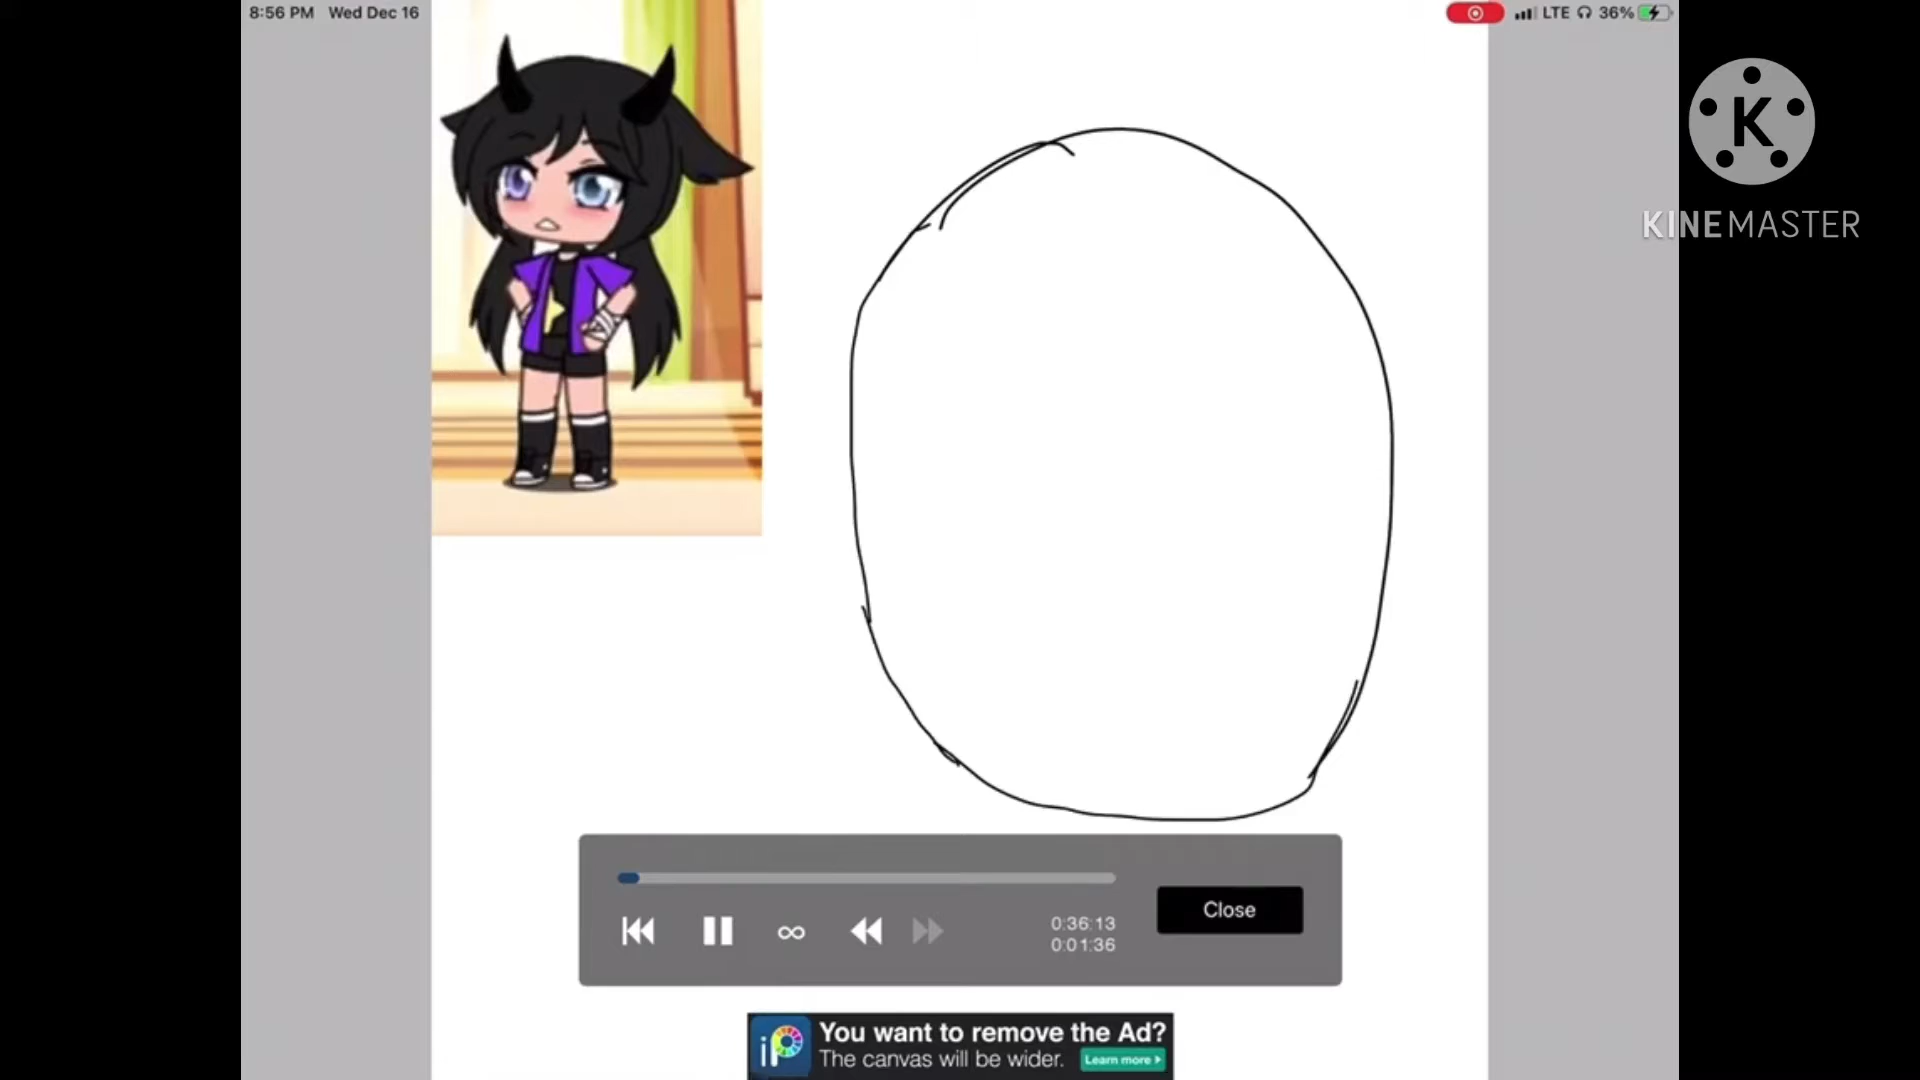 8:56 PM Wed Dec 16
LTE 36%
K
KINEMASTER
0:36:13
0:01:36
Close
iP
You want to remove the Ad?
The canvas will be wider.
Learn more